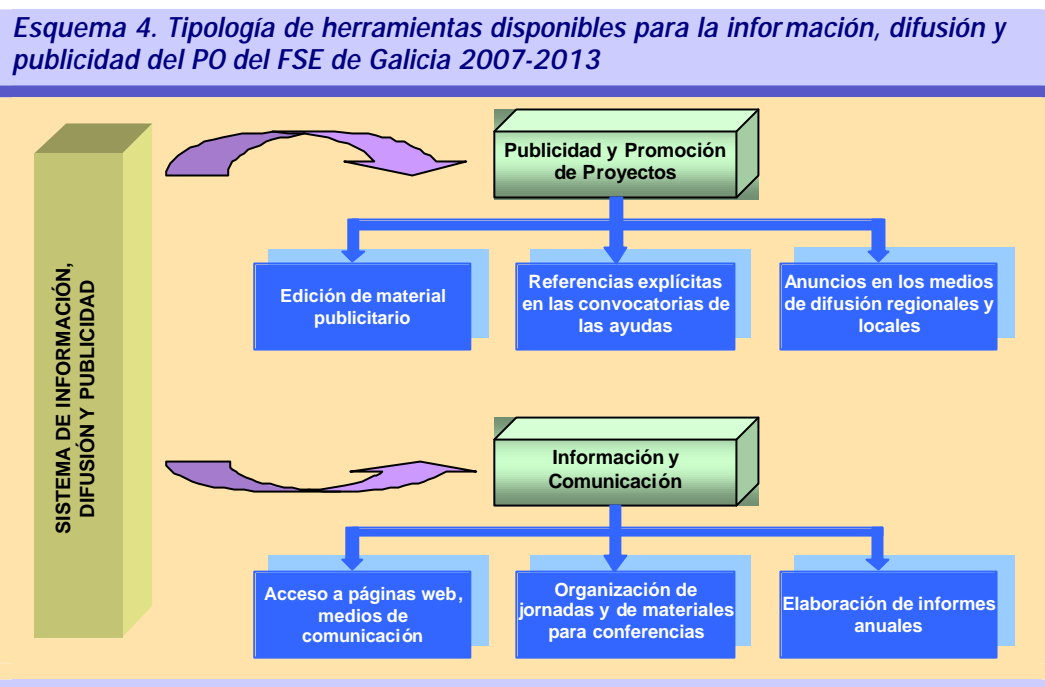 Esquema 4. Tipología de herramientas disponibles para la información, difusión y
publicidad del PO del FSE de Galicia 2007-2013
SISTEMA DE INFORMACIÓN,
DIFUSIÓN Y PUBLICIDAD
Publicidad y Promoción
de Proyectos
Edición de material
publicitario
Referencias explícitas
en las convocatorias de
las ayudas
Anuncios en los medios
de difusión regionales y
locales
Información y
Comunicación
Acceso a páginas web,
medios de
comunicación
Organización de
jornadas y de materiales
para conferencias
Elaboración de informes
anuales